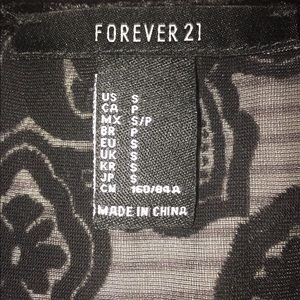 FOREVER 21
US S
CA P
MX S/P
BR P
EU S
UK S
KR S
JP S
CN 160/84A
MADE IN CHINA